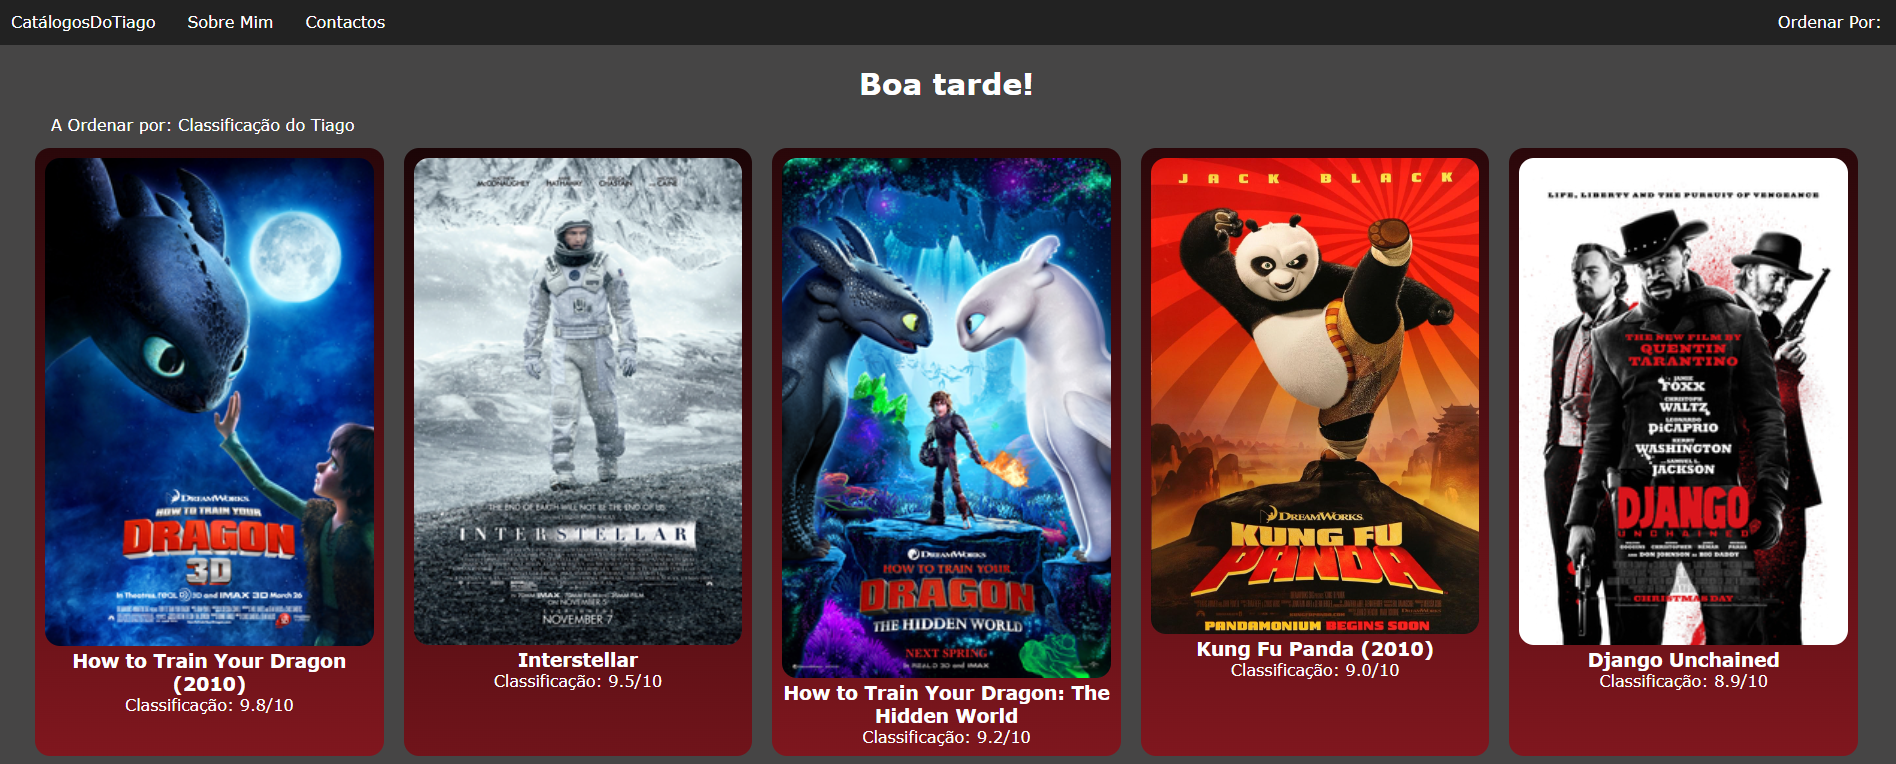 CatálogosDoTiago
Sobre Mim
Contactos
Ordenar Por:
Boa tarde!
A Ordenar por: Classificação do Tiago
DREAMWORKS
HOW TO TRAIN YOUR
DRAGON
3D
In Theatres, REAL D 3D and IMAX 3D March 26
How to Train Your Dragon
(2010)
Classificação: 9.8/10
MCCONAUGHEY HATHAWAY CHASTAIN CAINE
THE END OF EARTH WILL NOT BE THE END OF US
INTERSTELLAR
ON NOVEMBER 5
NOVEMBER 7
Interstellar
Classificação: 9.5/10
DREAMWORKS
HOW TO TRAIN YOUR
DRAGON
THE HIDDEN WORLD
NEXT SPRING
In REAL D 3D and IMAX
How to Train Your Dragon: The
Hidden World
Classificação: 9.2/10
JACK BLACK
DREAMWORKS
KUNG FU
PANDA
PANDAMONIUM BEGINS SOON
Kung Fu Panda (2010)
Classificação: 9.0/10
LIFE, LIBERTY AND THE PURSUIT OF VENGEANCE
THE NEW FILM BY
QUENTIN
TARANTINO
JAMIE
FOXX
CHRISTOPH
WALTZ
LEONARDO
DiCAPRIO
KERRY
WASHINGTON
SAMUEL L.
JACKSON
DJANGO
UNCHAINED
AND DON JOHNSON AS BIG DADDY
CHRISTMAS DAY
Django Unchained
Classificação: 8.9/10